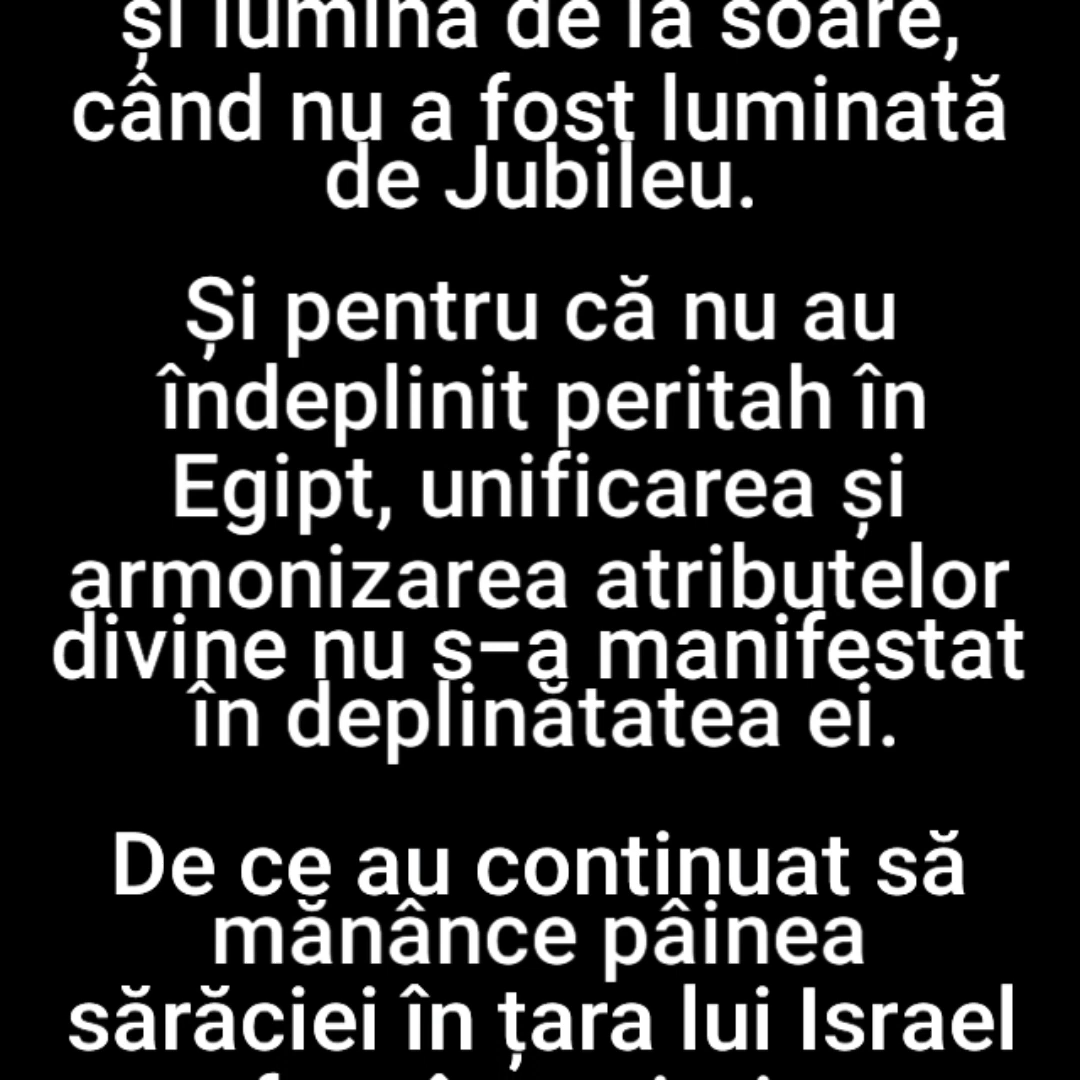 și lumină de la soare,
când nu a fost luminată
de Jubileu.
Și pentru că nu au
îndeplinit peritah în
Egipt, unificarea și
armonizarea atributelor
divine nu s-a manifestat
în deplinătatea ei.
De ce au continuat să
mănânce pâinea
sărăciei în țara lui Israel